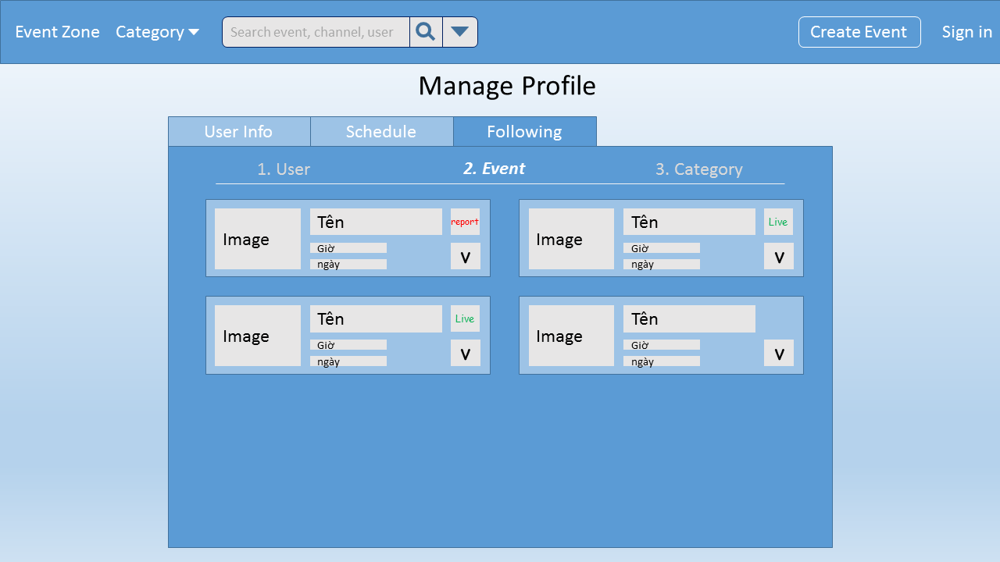 Event Zone Category Search event, channel, user Create Event Sign in
Manage Profile
User Info Schedule Following
1. User 2. Event 3. Category
Image Tên report
Giờ
ngày V
Image Tên Live
Giờ
ngày V
Image Tên Live
Giờ
ngày V
Image Tên
Giờ
ngày V